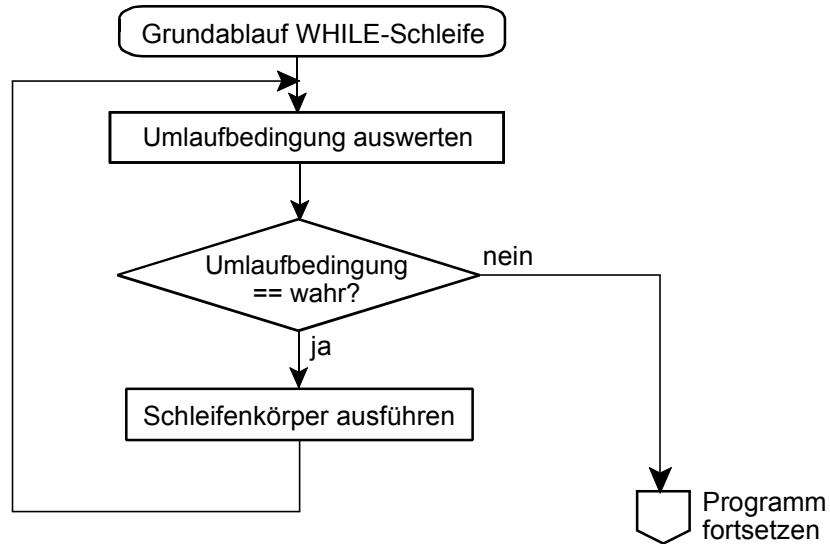 Grundablauf WHILE-Schleife
Umlaufbedingung auswerten
Umlaufbedingung
== wahr?
nein
ja
Schleifenkörper ausführen
Programm
fortsetzen